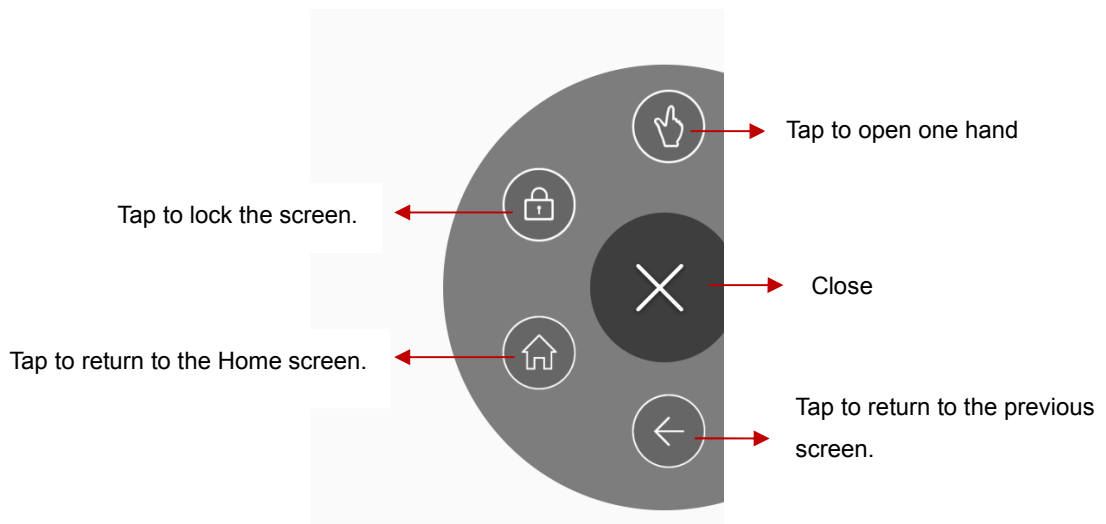 Tap to open one hand
Tap to lock the screen.
Close
Tap to return to the Home screen.
Tap to return to the previous
screen.